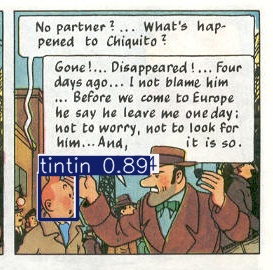 No partner?... What's hap-
pened to Chiquito?
Gone!... Disappeared!... Four
days ago... I not blame him
... Before we come to Europe
he say he leave me one day:
not to worry, not to look for
him... And, it is so.
tintin 0.89